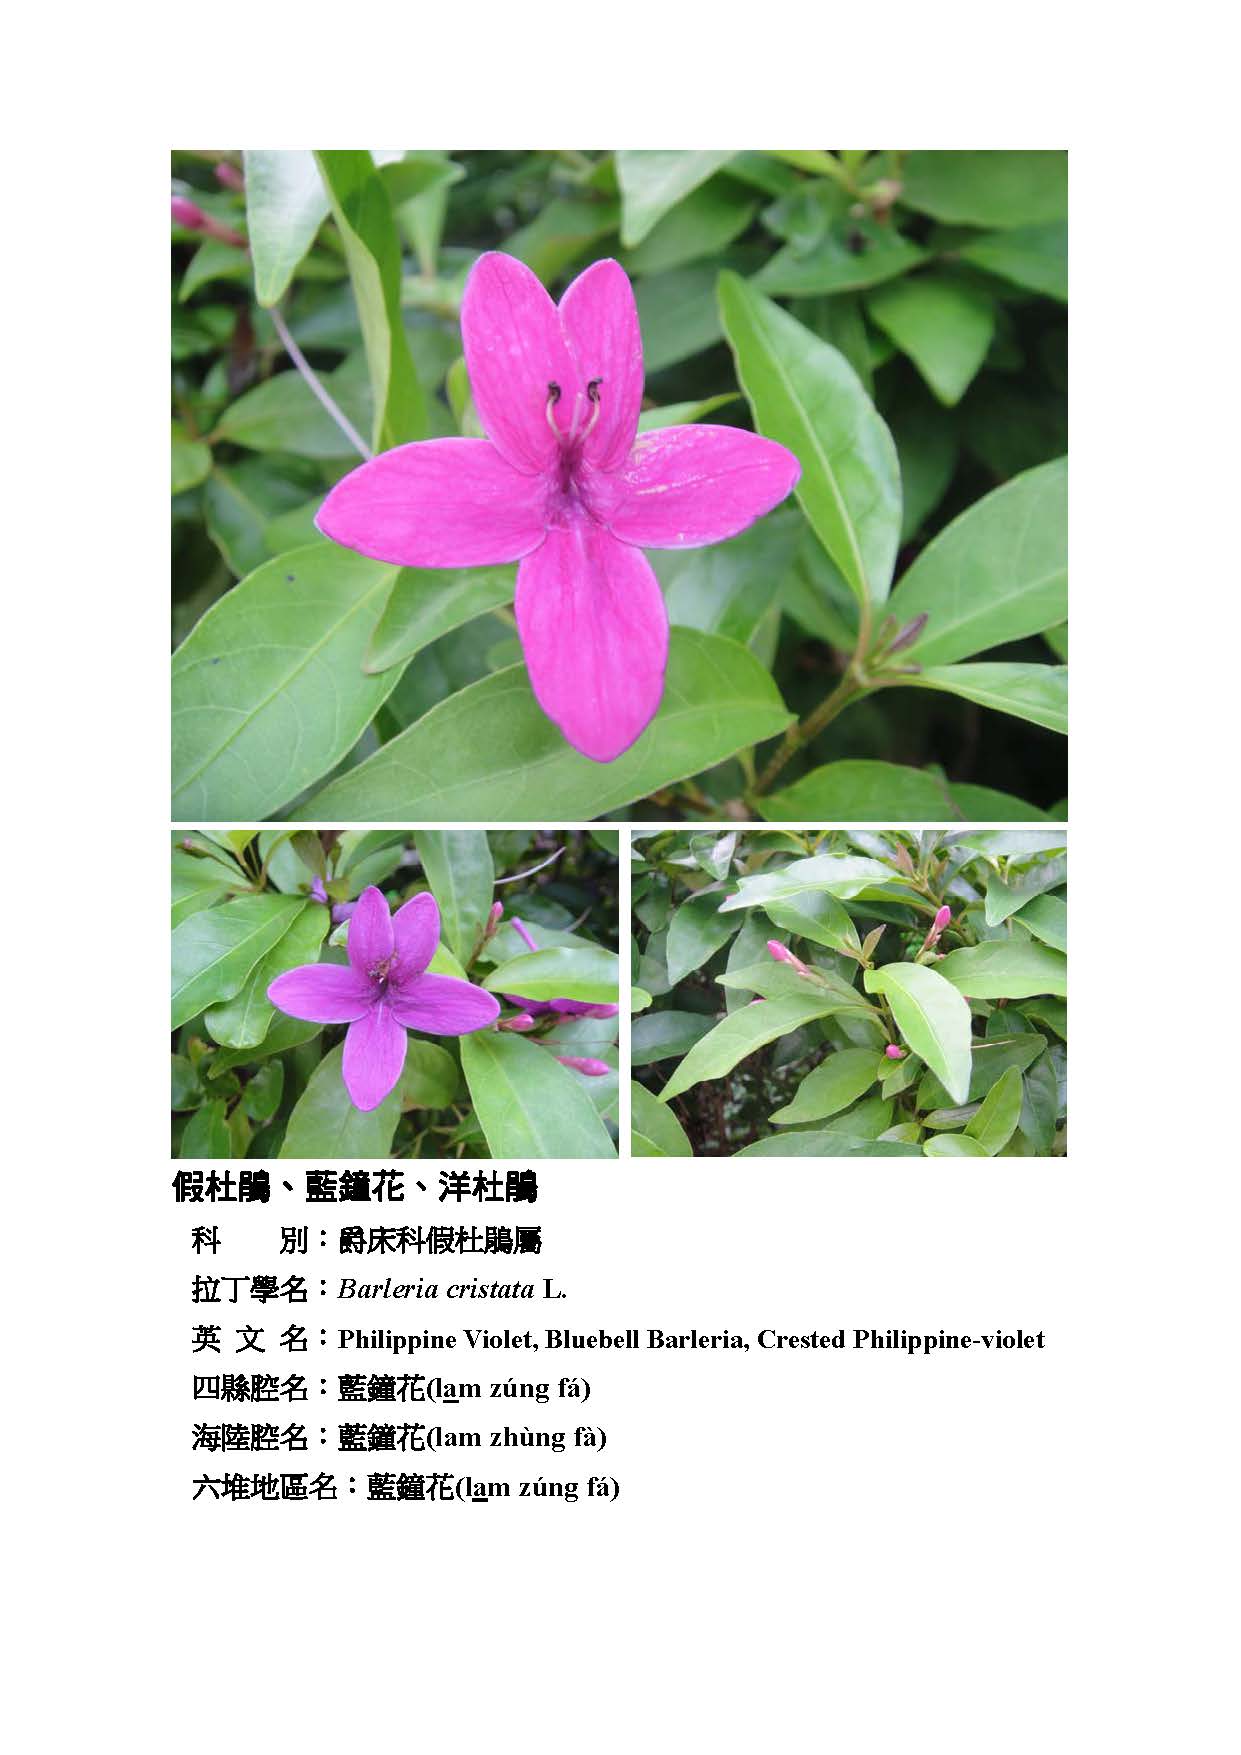 假杜鵑、藍鐘花、洋杜鵑
科　　別：爵床科假杜鵑屬
拉丁學名：Barleria cristata L.
英 文 名：Philippine Violet, Bluebell Barleria, Crested Philippine-violet
四縣腔名：藍鐘花(la̲m zúng fá)
海陸腔名：藍鐘花(lam zhùng fà)
六堆地區名：藍鐘花(la̲m zúng fá)